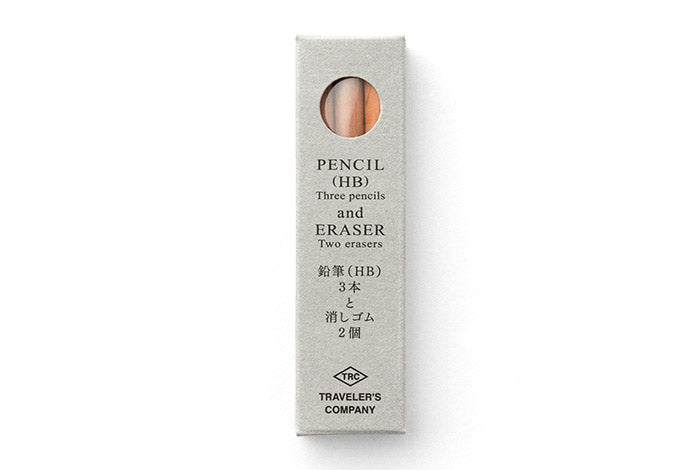 PENCIL
(HB)
Three pencils
and
ERASER
Two erasers
鉛筆(HB)
3本
と
消しゴム
2個
TRC
TRAVELER'S
COMPANY